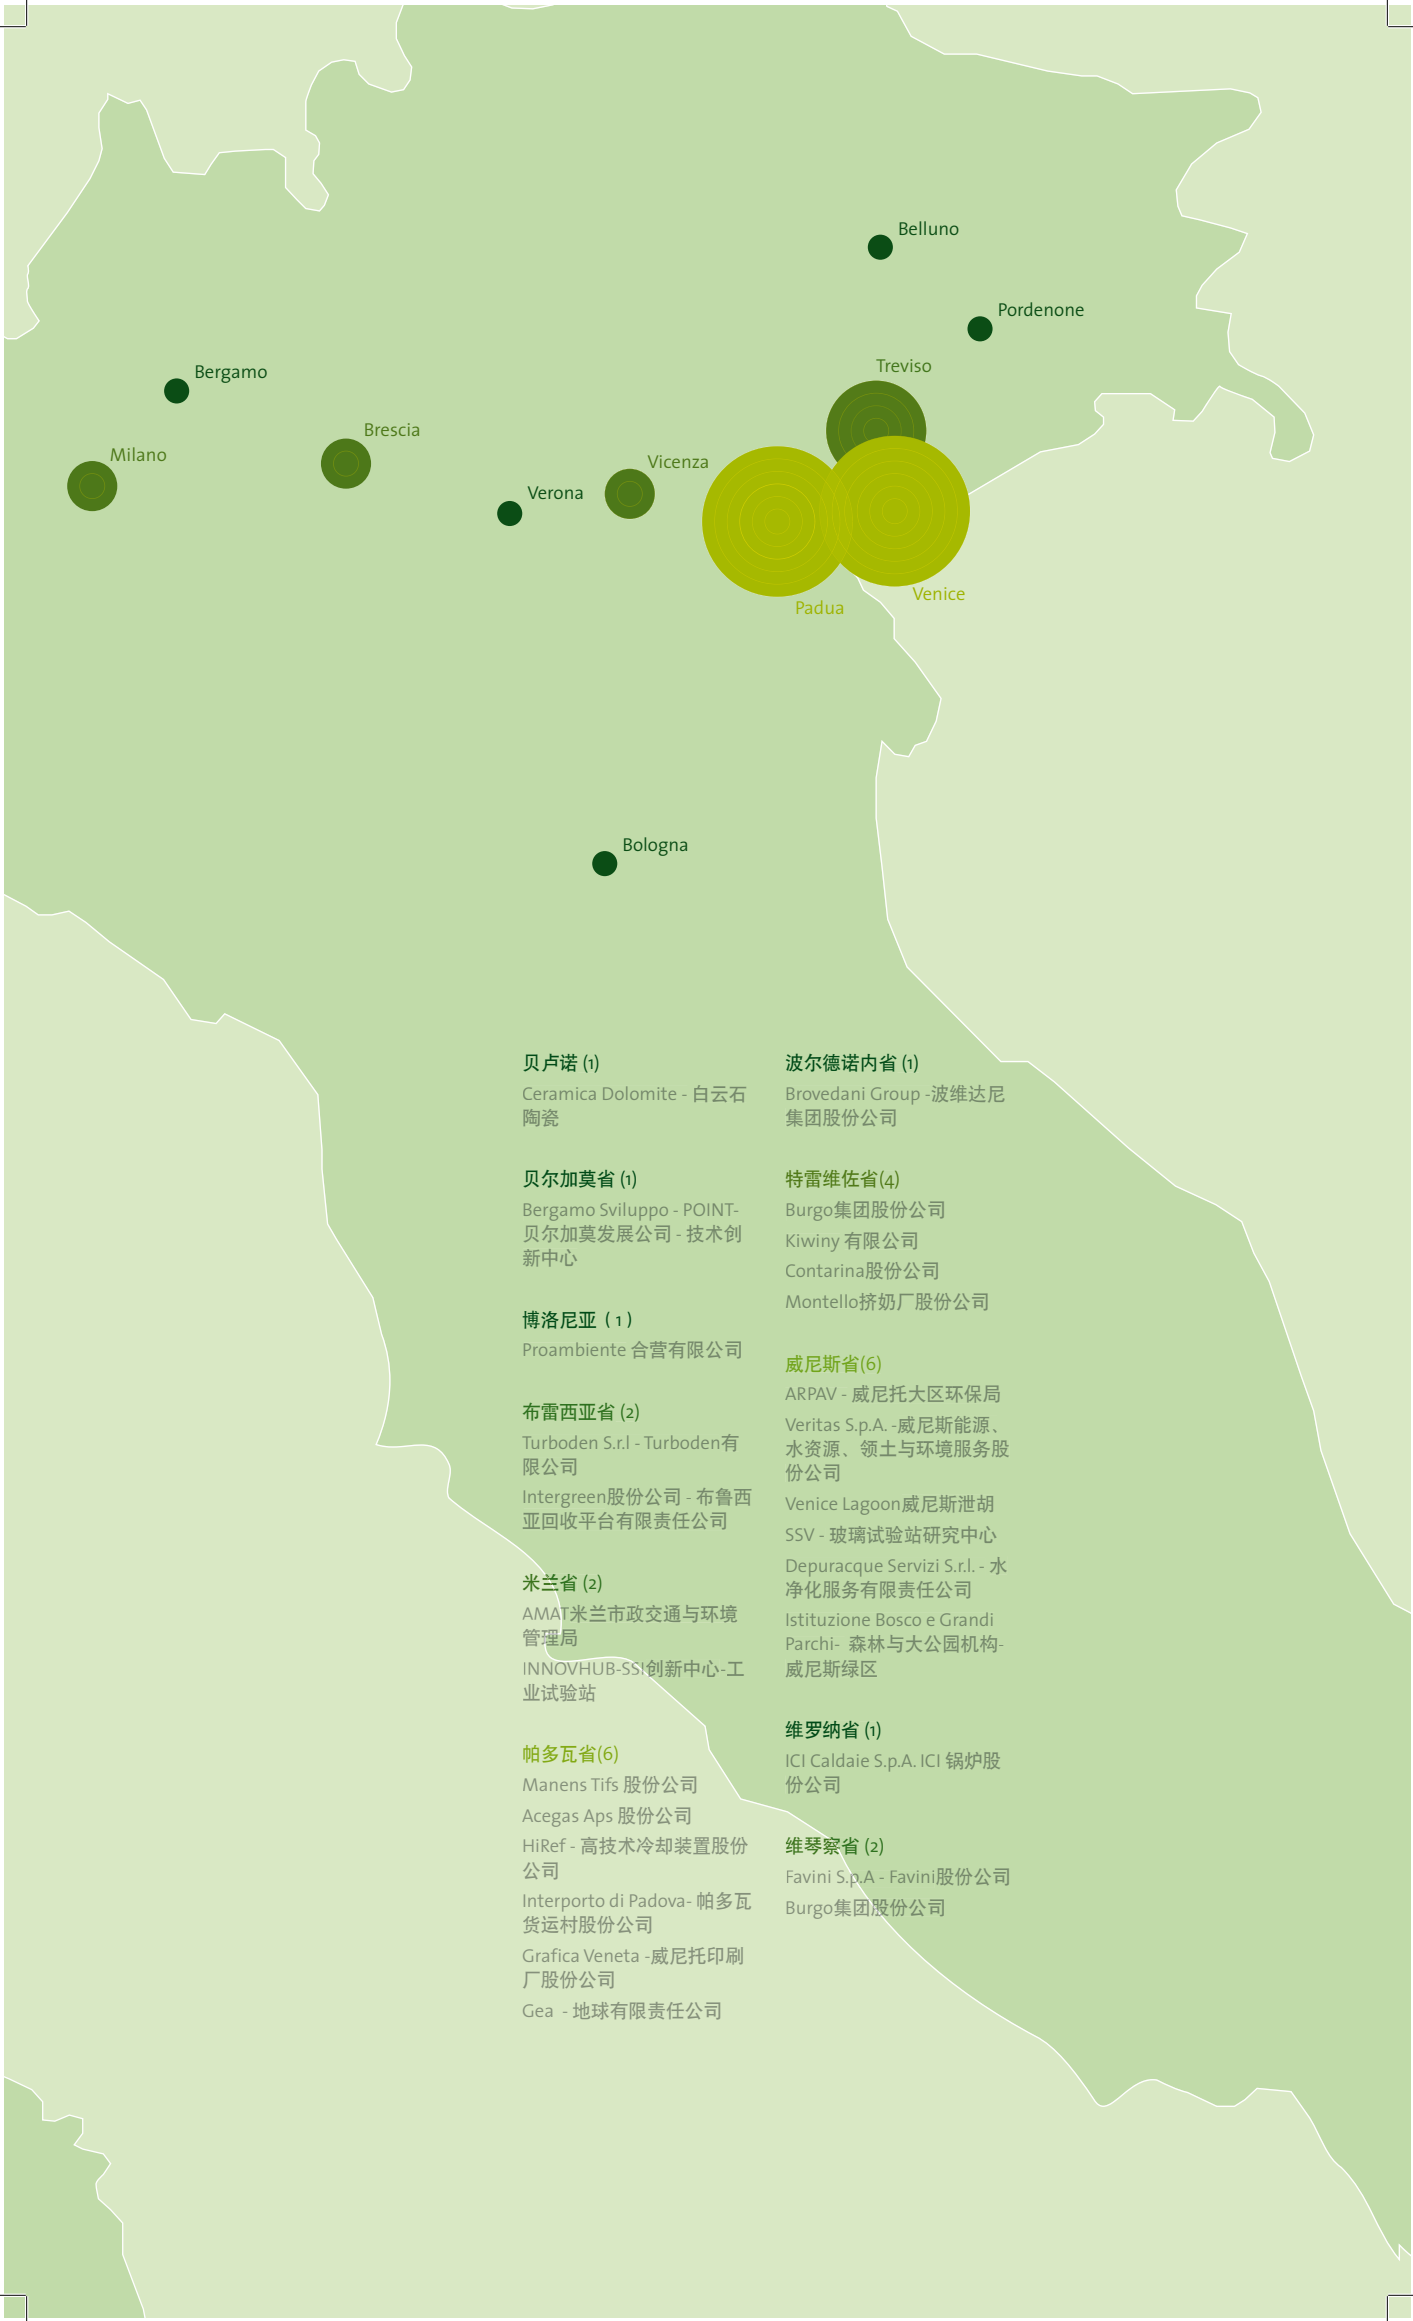 Belluno
Pordenone
Treviso
Bergamo
Brescia
Milano
Vicenza
Verona
Venice
Padua
Bologna
贝卢诺 (1)
Ceramica Dolomite - 白云石
陶瓷
贝尔加莫省 (1)
Bergamo Sviluppo - POINT-
贝尔加莫发展公司 - 技术创
新中心
博洛尼亚（1）
Proambiente 合营有限公司
布雷西亚省 (2)
Turboden S.r.l - Turboden有
限公司
Intergreen股份公司 - 布鲁西
亚回收平台有限责任公司
米兰省 (2)
AMAT米兰市政交通与环境
管理局
INNOVHUB-SSI创新中心-工
业试验站
帕多瓦省(6)
Manens Tifs 股份公司
Acegas Aps 股份公司
HiRef - 高技术冷却装置股份
公司
Interporto di Padova- 帕多瓦
货运村股份公司
Grafica Veneta -威尼托印刷
厂股份公司
Gea - 地球有限责任公司
波尔德诺内省 (1)
Brovedani Group -波维达尼
集团股份公司
特雷维佐省(4)
Burgo集团股份公司
Kiwiny 有限公司
Contarina股份公司
Montello挤奶厂股份公司
威尼斯省(6)
ARPAV - 威尼托大区环保局
Veritas S.p.A. -威尼斯能源、
水资源、领土与环境服务股
份公司
Venice Lagoon威尼斯泄胡
SSV - 玻璃试验站研究中心
Depuracque Servizi S.r.l. - 水
净化服务有限责任公司
Istituzione Bosco e Grandi
Parchi- 森林与大公园机构-
威尼斯绿区
维罗纳省 (1)
ICI Caldaie S.p.A. ICI 锅炉股
份公司
维琴察省 (2)
Favini S.p.A - Favini股份公司
Burgo集团股份公司